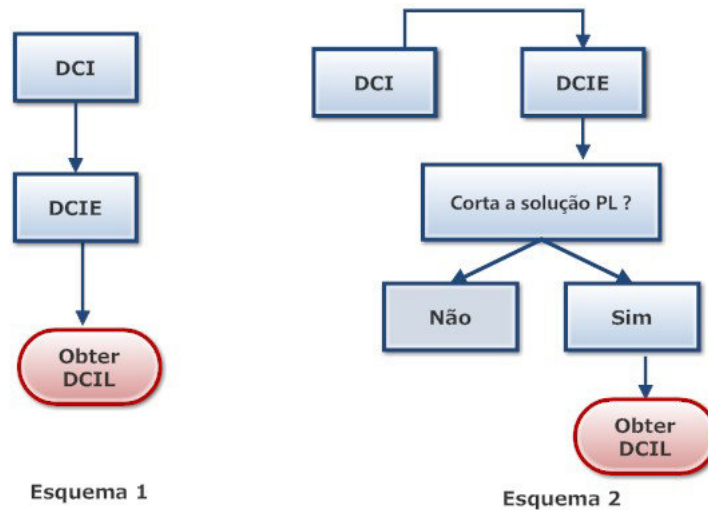 DCI
DCIE
Obter
DCIL
Esquema 1
DCI
DCIE
Corta a solução PL ?
Não
Sim
Obter
DCIL
Esquema 2